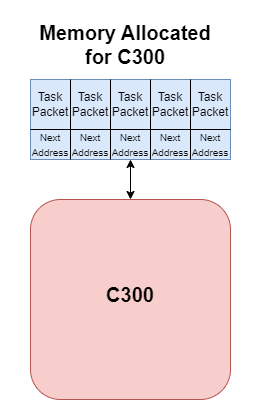 Memory Allocated
for C300
Task Task Task Task Task
Packet Packet Packet Packet Packet
Next Next Next Next Next
Address Address Address Address Address
C300